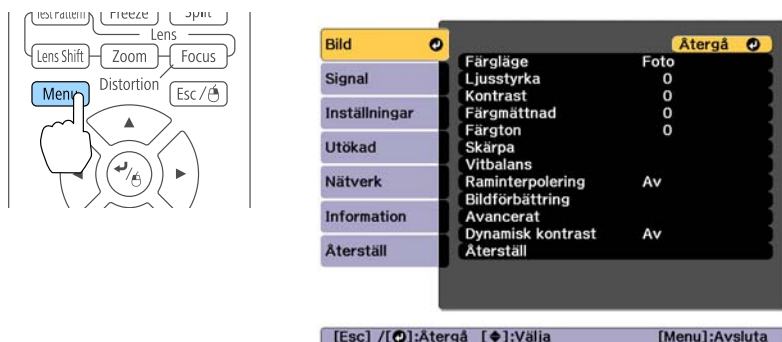 Test Pattern Freeze Split
Lens
Lens Shift Zoom Focus
Menu Distortion Esc /
Bild
Signal
Inställningar
Utökad
Nätverk
Information
Återställ
Återgå
Färgläge Foto
Ljusstyrka 0
Kontrast 0
Färgmättnad 0
Färgton 0
Skärpa
Vitbalans
Raminterpolering Av
Bildförbättring
Avancerat
Dynamisk kontrast Av
Återställ
[Esc] /[ ]:Återgå [ ]:Välja [Menu]:Avsluta